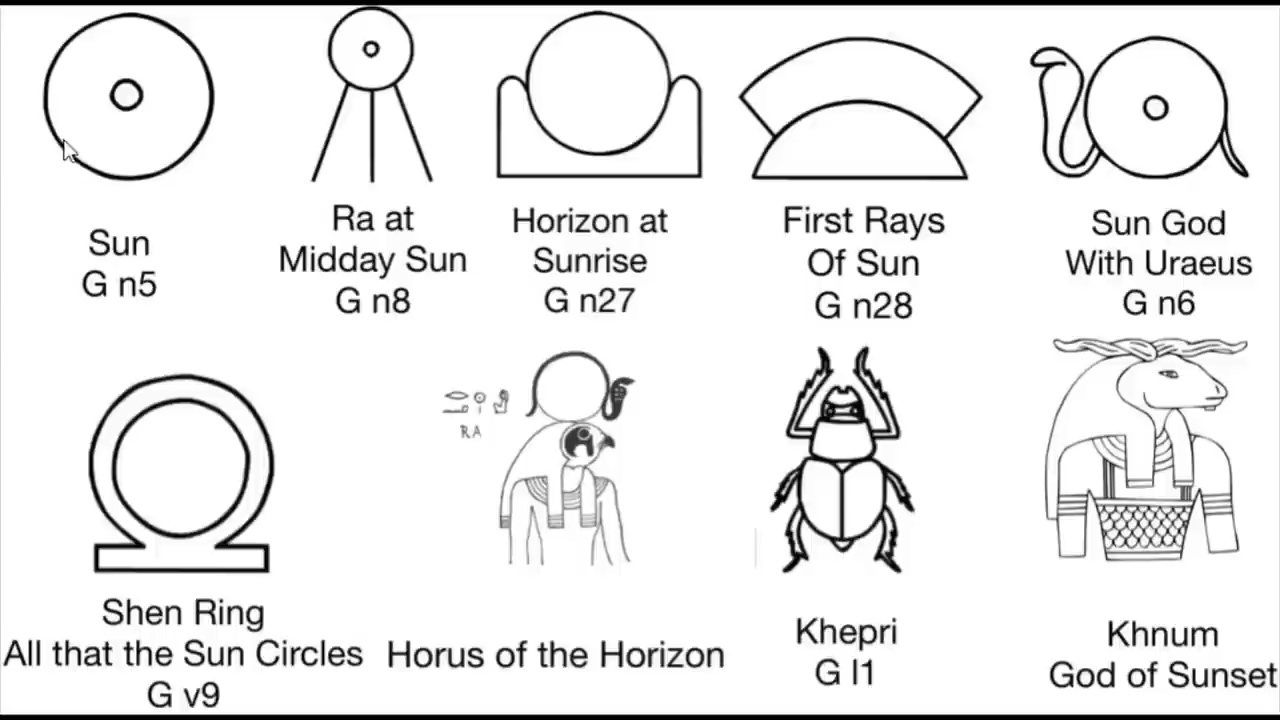 Sun
G n5
Ra at
Midday Sun
G n8
Horizon at
Sunrise
G n27
First Rays
Of Sun
G n28
Sun God
With Uraeus
G n6
Shen Ring
All that the Sun Circles
G v9
RA
Horus of the Horizon
Khepri
G l1
Khnum
God of Sunset